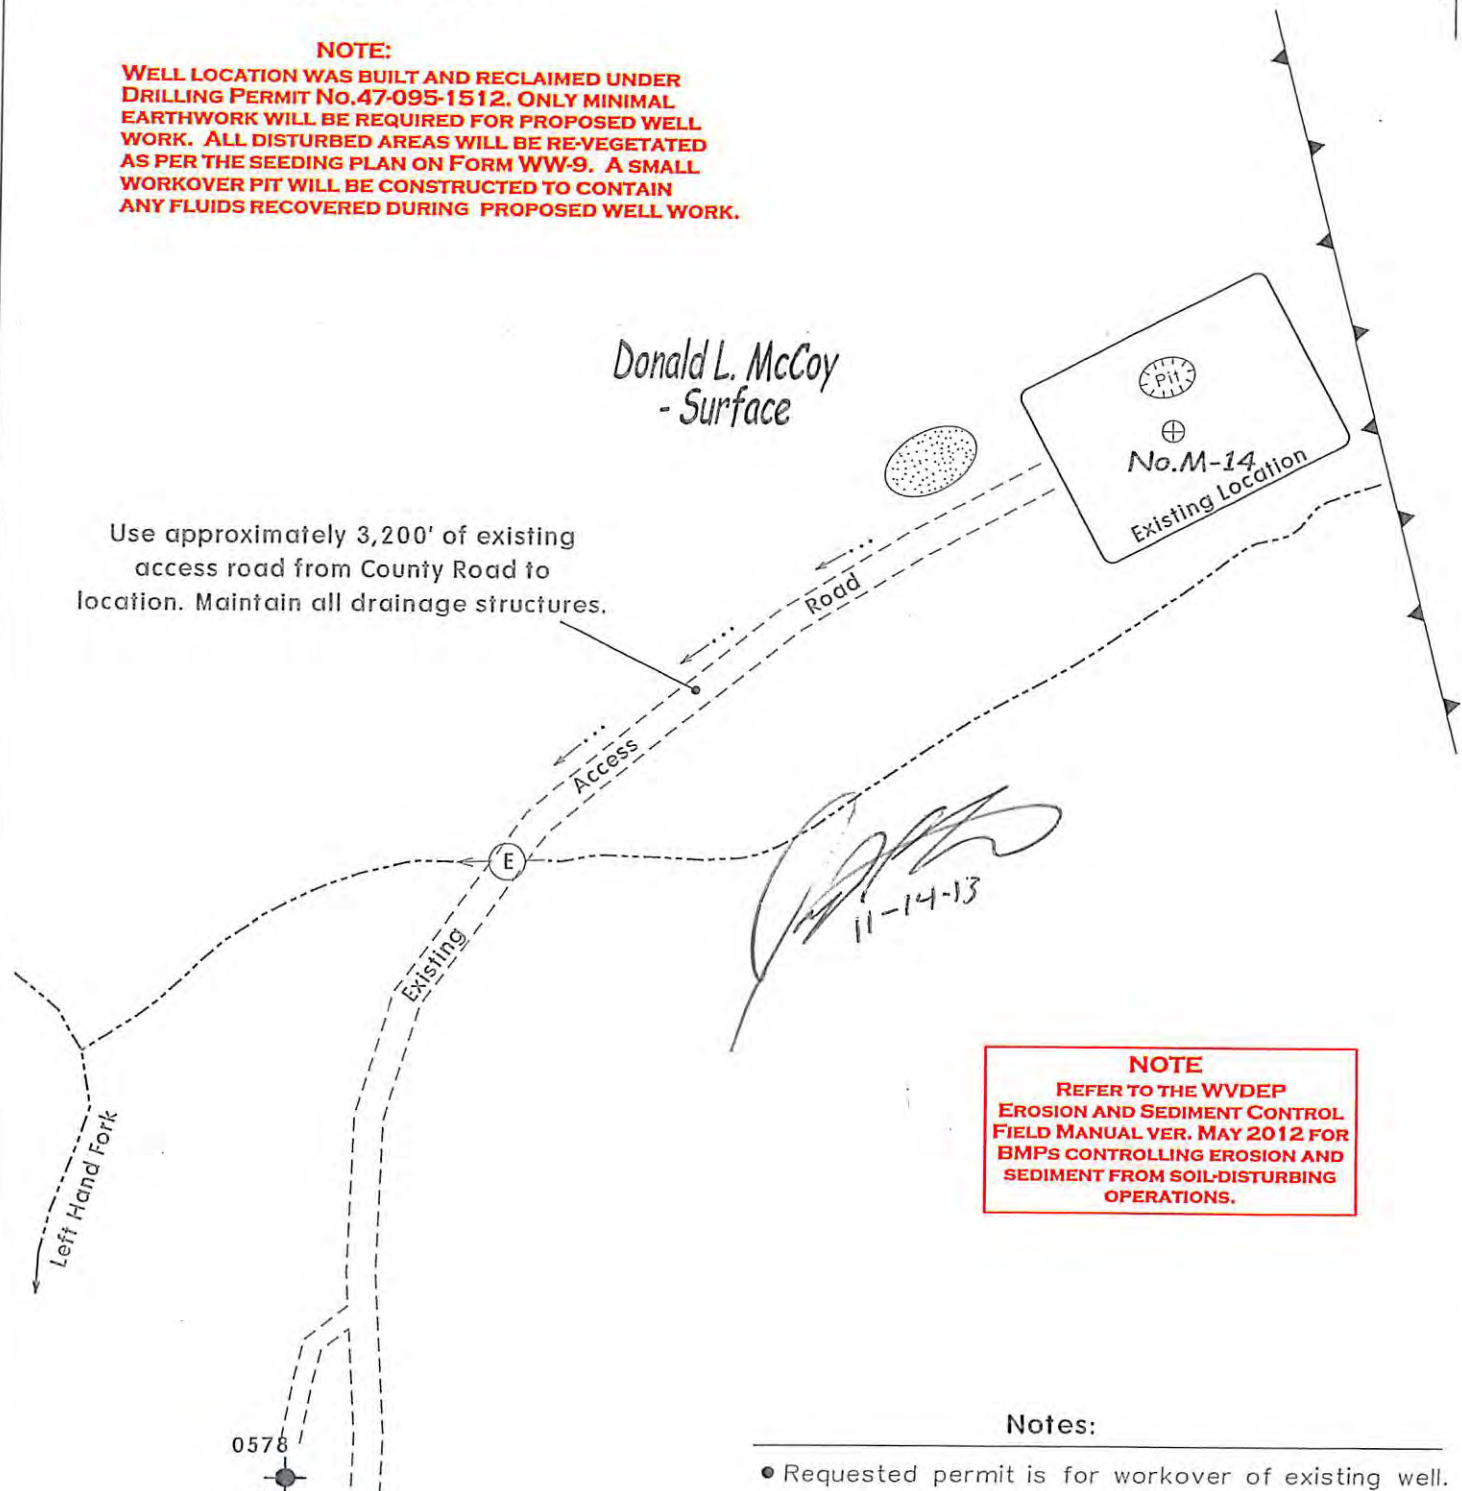 NOTE:
WELL LOCATION WAS BUILT AND RECLAIMED UNDER
DRILLING PERMIT No.47-095-1512. ONLY MINIMAL
EARTHWORK WILL BE REQUIRED FOR PROPOSED WELL
WORK. ALL DISTURBED AREAS WILL BE RE-VEGETATED
AS PER THE SEEDING PLAN ON FORM WW-9. A SMALL
WORKOVER PIT WILL BE CONSTRUCTED TO CONTAIN
ANY FLUIDS RECOVERED DURING PROPOSED WELL WORK.
Donald L. McCoy
- Surface
Pit
No.M-14
Existing Location
Use approximately 3,200' of existing
access road from County Road to
location. Maintain all drainage structures.
Road
Access
E
Existing
11-14-13
Left Hand Fork
NOTE
REFER TO THE WVDEP
EROSION AND SEDIMENT CONTROL
FIELD MANUAL VER. MAY 2012 FOR
BMPs CONTROLLING EROSION AND
SEDIMENT FROM SOIL-DISTURBING
OPERATIONS.
0578
Notes:
● Requested permit is for workover of existing well.